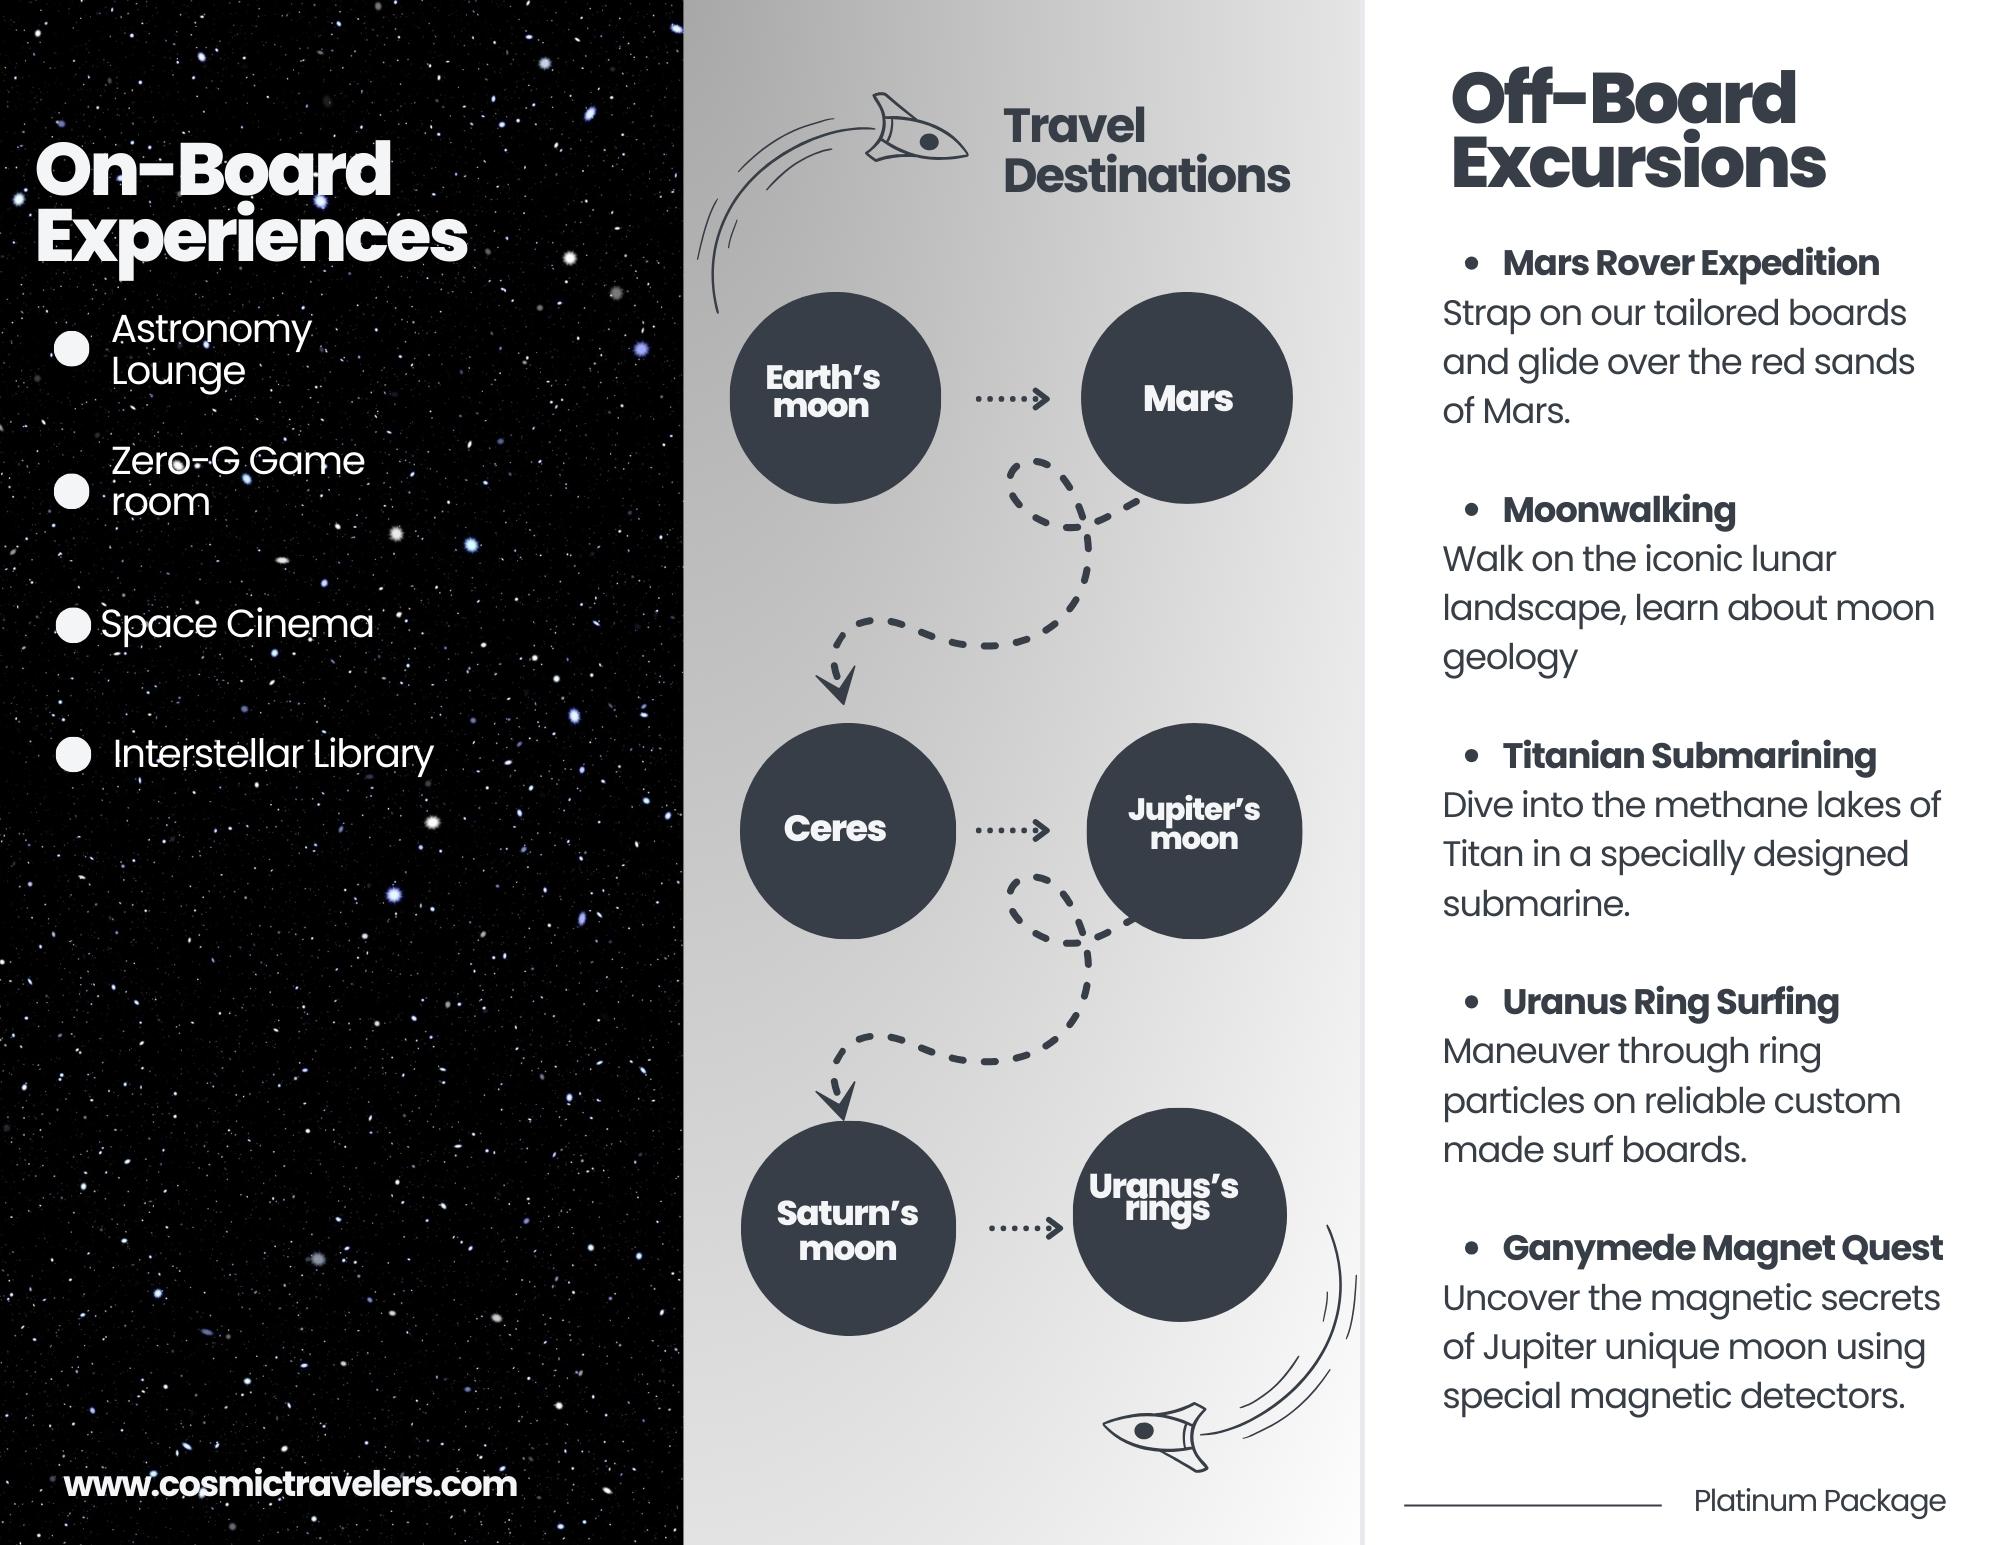 On-Board
Experiences
Astronomy
Lounge
Zero-G Game
room
Space Cinema
Interstellar Library
www.cosmictravelers.com
Travel
Destinations
Earth’s
moon
Mars
Ceres
Jupiter’s
moon
Saturn’s
moon
Uranus’s
rings
Off-Board
Excursions
• Mars Rover Expedition
Strap on our tailored boards
and glide over the red sands
of Mars.
• Moonwalking
Walk on the iconic lunar
landscape, learn about moon
geology
• Titanian Submarining
Dive into the methane lakes of
Titan in a specially designed
submarine.
• Uranus Ring Surfing
Maneuver through ring
particles on reliable custom
made surf boards.
• Ganymede Magnet Quest
Uncover the magnetic secrets
of Jupiter unique moon using
special magnetic detectors.
Platinum Package